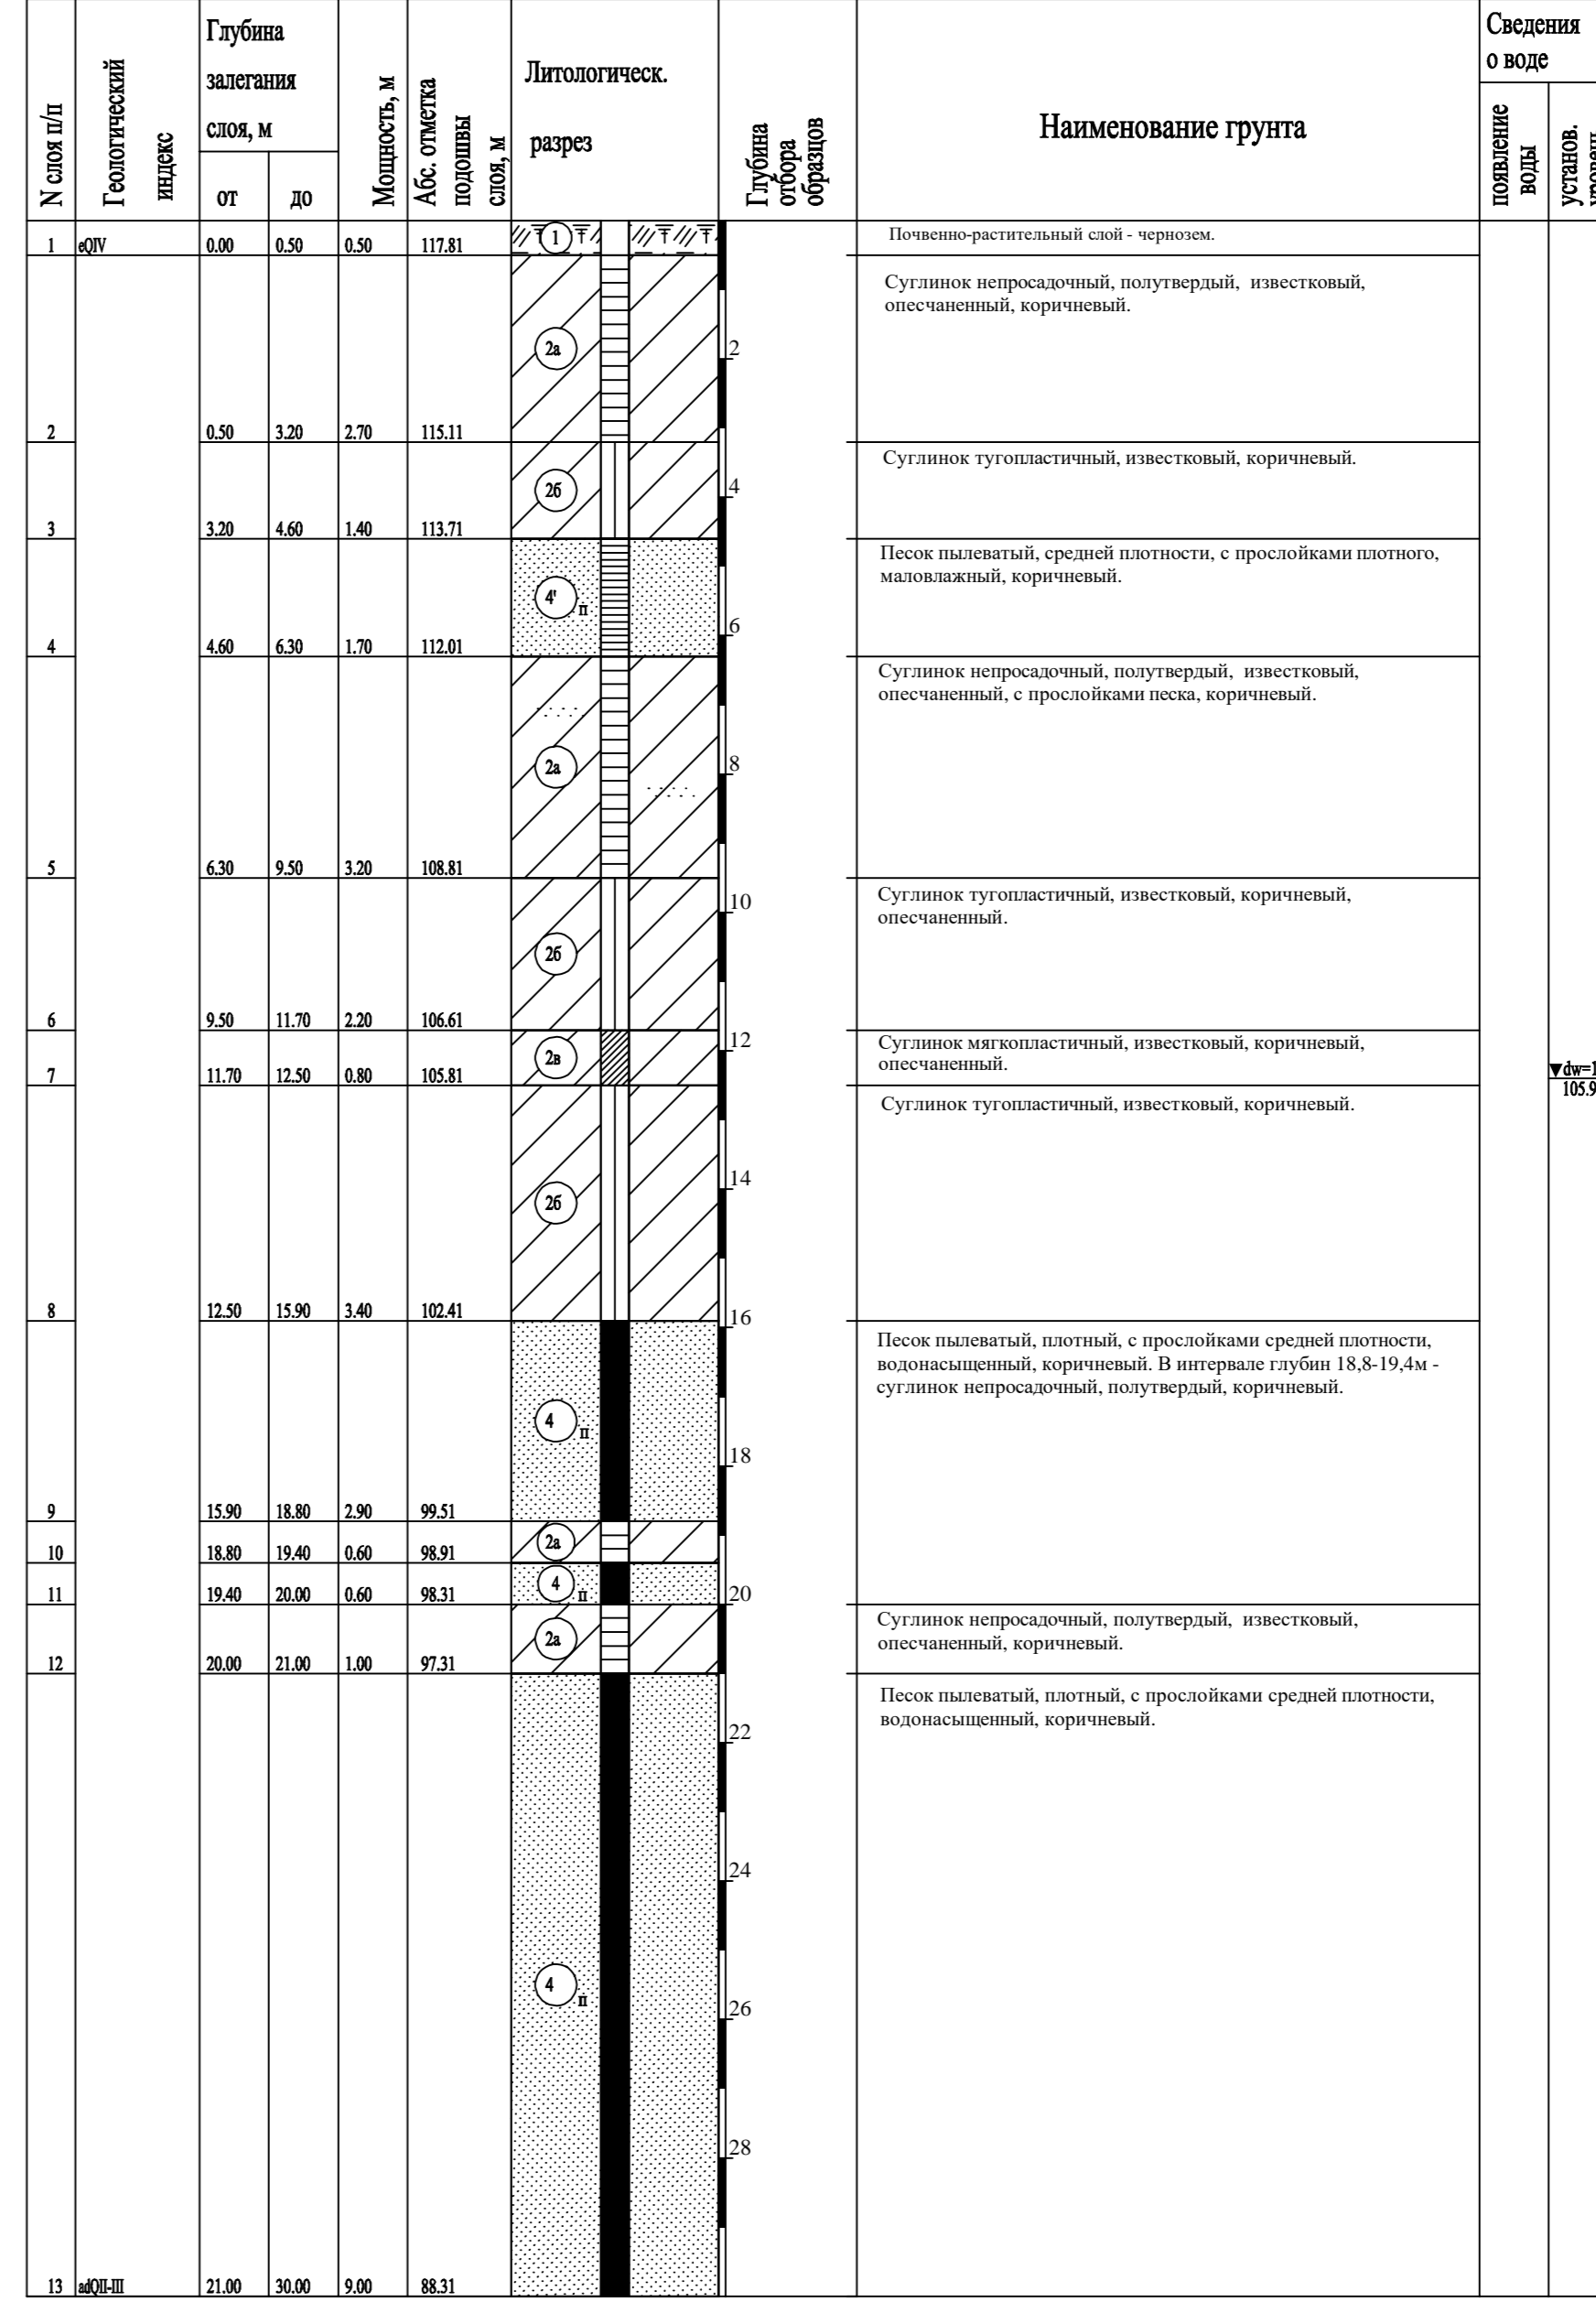 N слоя п/п
Геологический
индекс
Глубина
залегания
слоя, м
от
до
Мощность, м
Абс. отметка
подошвы
слоя, м
Литологическ.
разрез
Глубина
отбора
образцов
Наименование грунта
Сведения
о воде
появление
воды
установ.
1 eQIV 0.00 0.50 0.50 117.81 1 Почвенно-растительный слой - чернозем.
Суглинок непросадочный, полутвердый, известковый,
опесчаненный, коричневый.
2а 2
2 0.50 3.20 2.70 115.11
Суглинок тугопластичный, известковый, коричневый.
2б 4
3 3.20 4.60 1.40 113.71
Песок пылеватый, средней плотности, с прослойками плотного,
маловлажный, коричневый.
4' п 6
4 4.60 6.30 1.70 112.01
Суглинок непросадочный, полутвердый, известковый,
опесчаненный, с прослойками песка, коричневый.
2а 8
5 6.30 9.50 3.20 108.81
Суглинок тугопластичный, известковый, коричневый,
опесчаненный.
10
2б
6 9.50 11.70 2.20 106.61
Суглинок мягкопластичный, известковый, коричневый,
опесчаненный.
2в 12
7 11.70 12.50 0.80 105.81
dw=1
105.9
Суглинок тугопластичный, известковый, коричневый.
14
2б
8 12.50 15.90 3.40 102.41 16
Песок пылеватый, плотный, с прослойками средней плотности,
водонасыщенный, коричневый. В интервале глубин 18,8-19,4м -
суглинок непросадочный, полутвердый, коричневый.
4 п 18
9 15.90 18.80 2.90 99.51
2а
10 18.80 19.40 0.60 98.91
4 п
11 19.40 20.00 0.60 98.31 20
Суглинок непросадочный, полутвердый, известковый,
опесчаненный, коричневый.
2а
12 20.00 21.00 1.00 97.31
Песок пылеватый, плотный, с прослойками средней плотности,
водонасыщенный, коричневый.
22
24
4 п
26
28
13 adQII-III 21.00 30.00 9.00 88.31